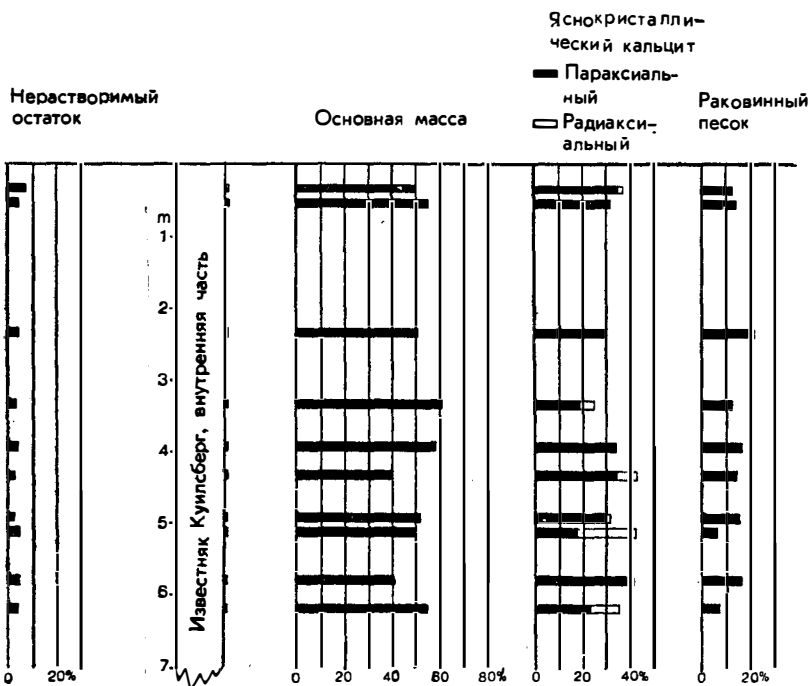 Нерастворимый
остаток
Основная масса
Яснокристалли-
ческий кальцит
Параксиаль-
ный
Радиакси-
альный
Раковинный
песок
m
1
2
3
4
5
6
7
Известняк Куилсберг, внутренняя часть
0 20%
0 20 40 60 80%
0 20 40%
0 20%